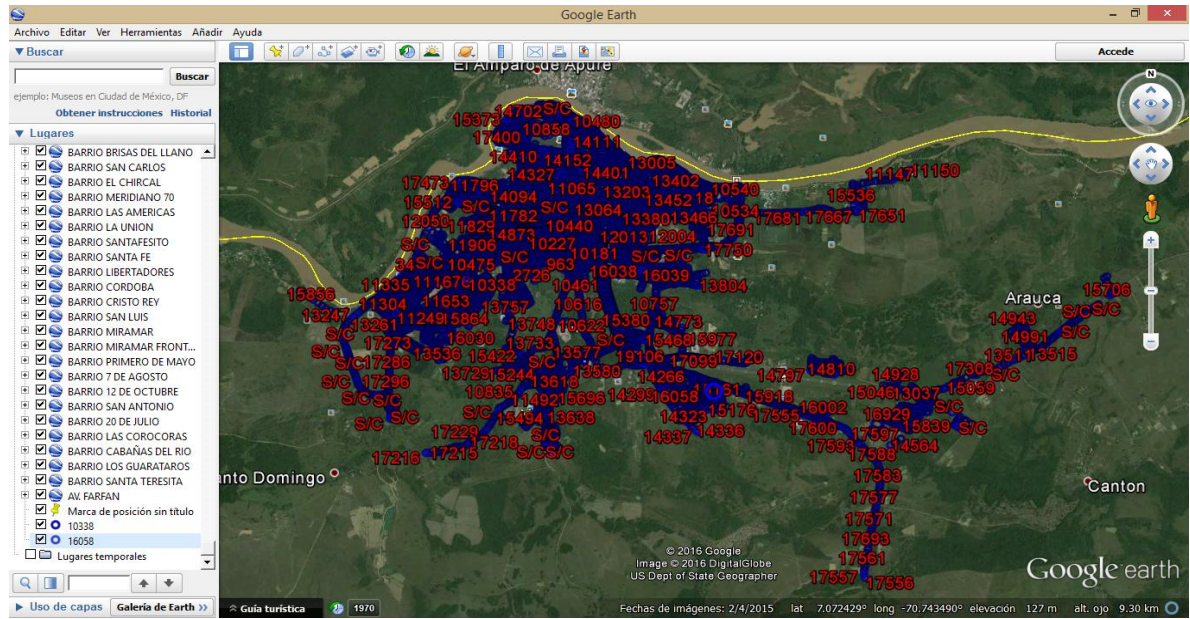 Google Earth
Archivo Editar Ver Herramientas Añadir Ayuda
▼ Buscar
Buscar
ejemplo: Museos en Ciudad de México, DF
Obtener instrucciones Historial
▼ Lugares
BARRIO BRISAS DEL LLANO
BARRIO SAN CARLOS
BARRIO EL CHIRCAL
BARRIO MERIDIANO 70
BARRIO LAS AMERICAS
BARRIO LA UNION
BARRIO SANTAFESITO
BARRIO SANTA FE
BARRIO LIBERTADORES
BARRIO CORDOBA
BARRIO CRISTO REY
BARRIO SAN LUIS
BARRIO MIRAMAR
BARRIO MIRAMAR FRONT...
BARRIO PRIMERO DE MAYO
BARRIO 7 DE AGOSTO
BARRIO 12 DE OCTUBRE
BARRIO SAN ANTONIO
BARRIO 20 DE JULIO
BARRIO LAS COROCORAS
BARRIO CABAÑAS DEL RIO
BARRIO LOS GUARATAROS
BARRIO SANTA TERESITA
AV. FARFAN
Marca de posición sin título
10338
16058
Lugares temporales
Uso de capas Galería de Earth >>
Accede
N
El Amparo de Apure
15373 14702 S/C 10480
17400 10858 14111
14410 14152 13005
14327 14401 11147 11150
17473 11796 11065 13203 13402 10540 15536
15512 S/C 14094 13452 18
12050 11829 11782 S/C 13064 13380 13466 10534 17681 17667 17651
14873 10440 12013 12004 17691
S/C 11906 10227 10181 S/C S/C 17750
34 S/C 10475 S/C 963 16038 16039
11335 11167 10338 2726 10461 13804
15856 11304 11653 13757 10616 10757 Arauca 15706
13247 13261 11249 15864 13748 10622 15380 14773 14943 S/C S/C
S/C 17273 16030 13733 S/C 15468 15977 14991 S/C
S/C 13536 15422 13577 19106 17099 17120 13511 13515
S/C 17286 13729 15244 S/C 13580 14266 14797 14810 14928 17308 S/C
S/C 17296 10835 13618 15046 13037 15059
S/C S/C 11492 15696 14299 16058 15918
S/C S/C S/C 15494 13638 14323 15176 17555 16002 16929 S/C
17229 S/C 14337 14336 17600 17597 15839 S/C
17216 17215 17218 S/C S/C 17593 17588 14564
Santo Domingo 17583 Canton
17577
17571
17693
17561
17557 17556
© 2016 Google
Image © 2016 DigitalGlobe
US Dept of State Geographer
Google earth
Guía turística 1970 Fechas de imágenes: 2/4/2015 lat 7.072429° long -70.743490° elevación 127 m alt. ojo 9.30 km